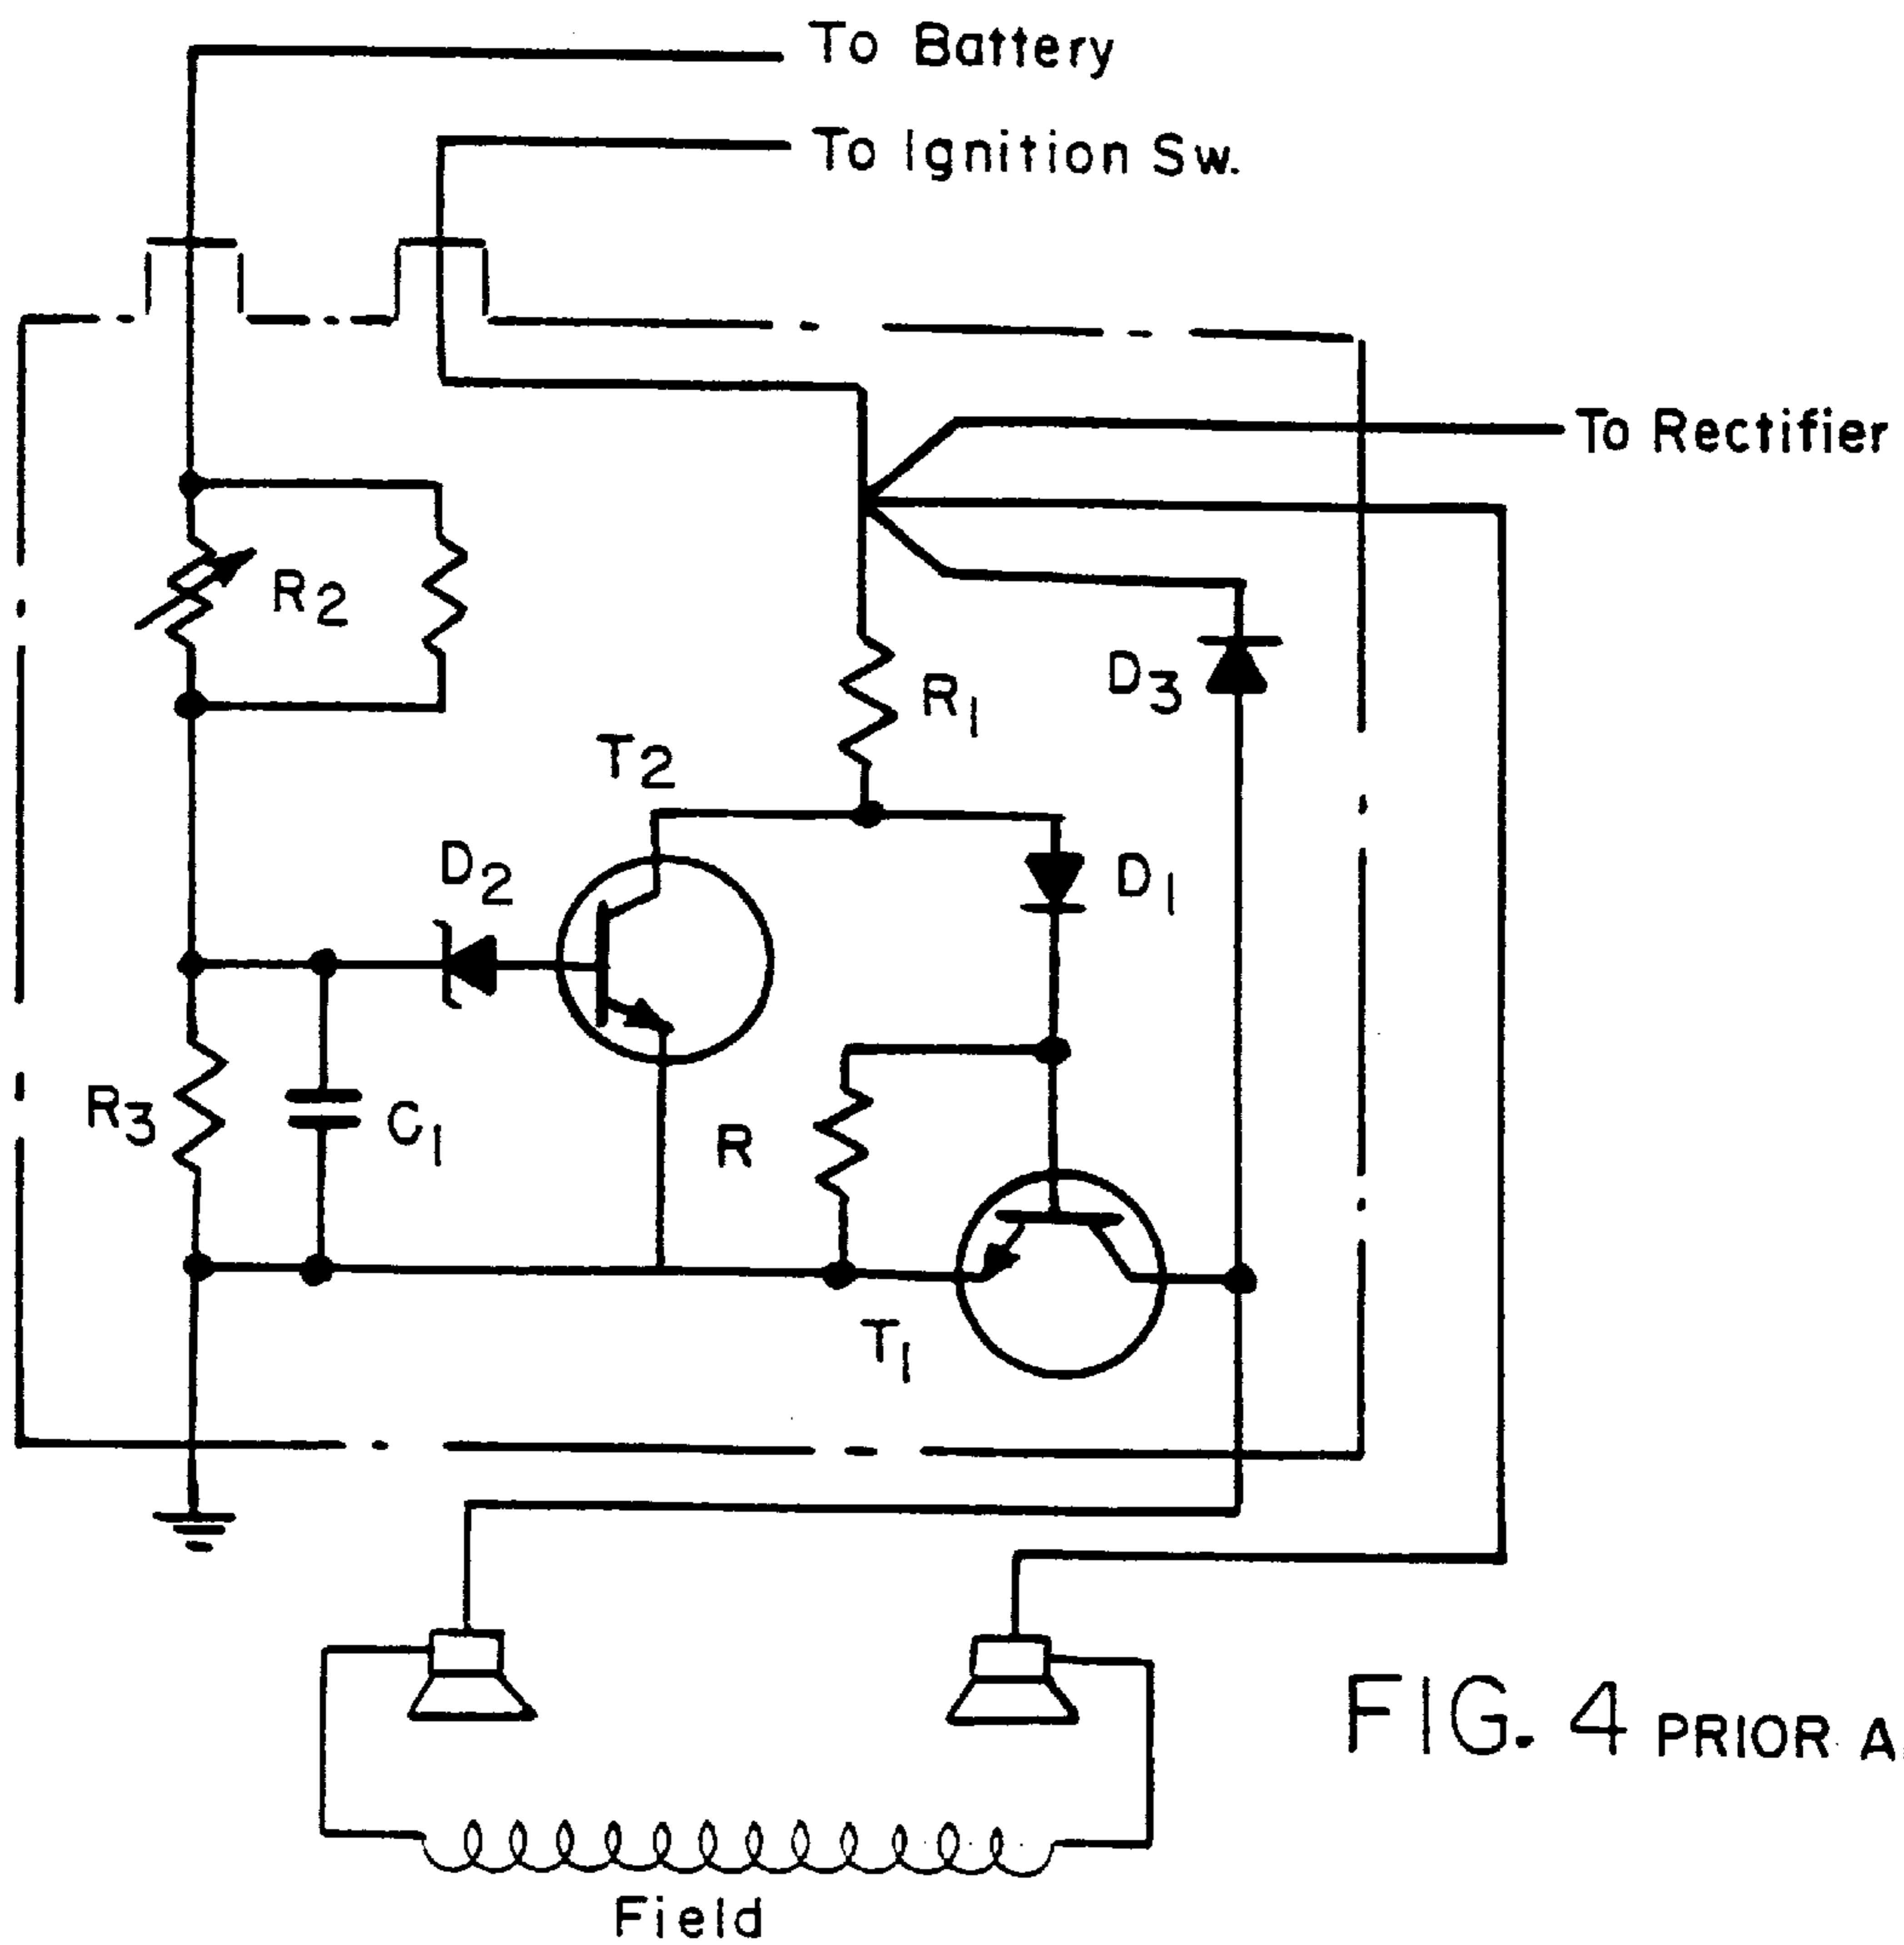 To Battery
To Ignition Sw.
To Rectifier
R2
D3
R1
T2
D2
D1
R3
C1
R
T1
FIG. 4 PRIOR A
Field